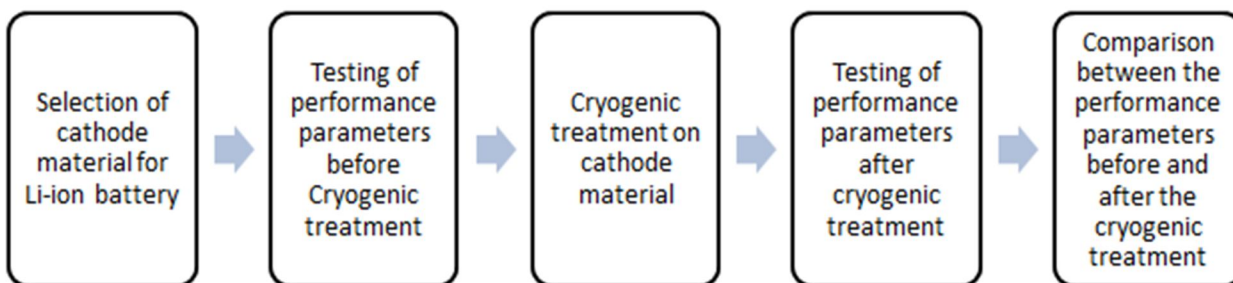 Selection of
cathode
material for
Li-ion battery
Testing of
performance
parameters
before
Cryogenic
treatment
Cryogenic
treatment on
cathode
material
Testing of
performance
parameters
after
cryogenic
treatment
Comparison
between the
performance
parameters
before and
after the
cryogenic
treatment